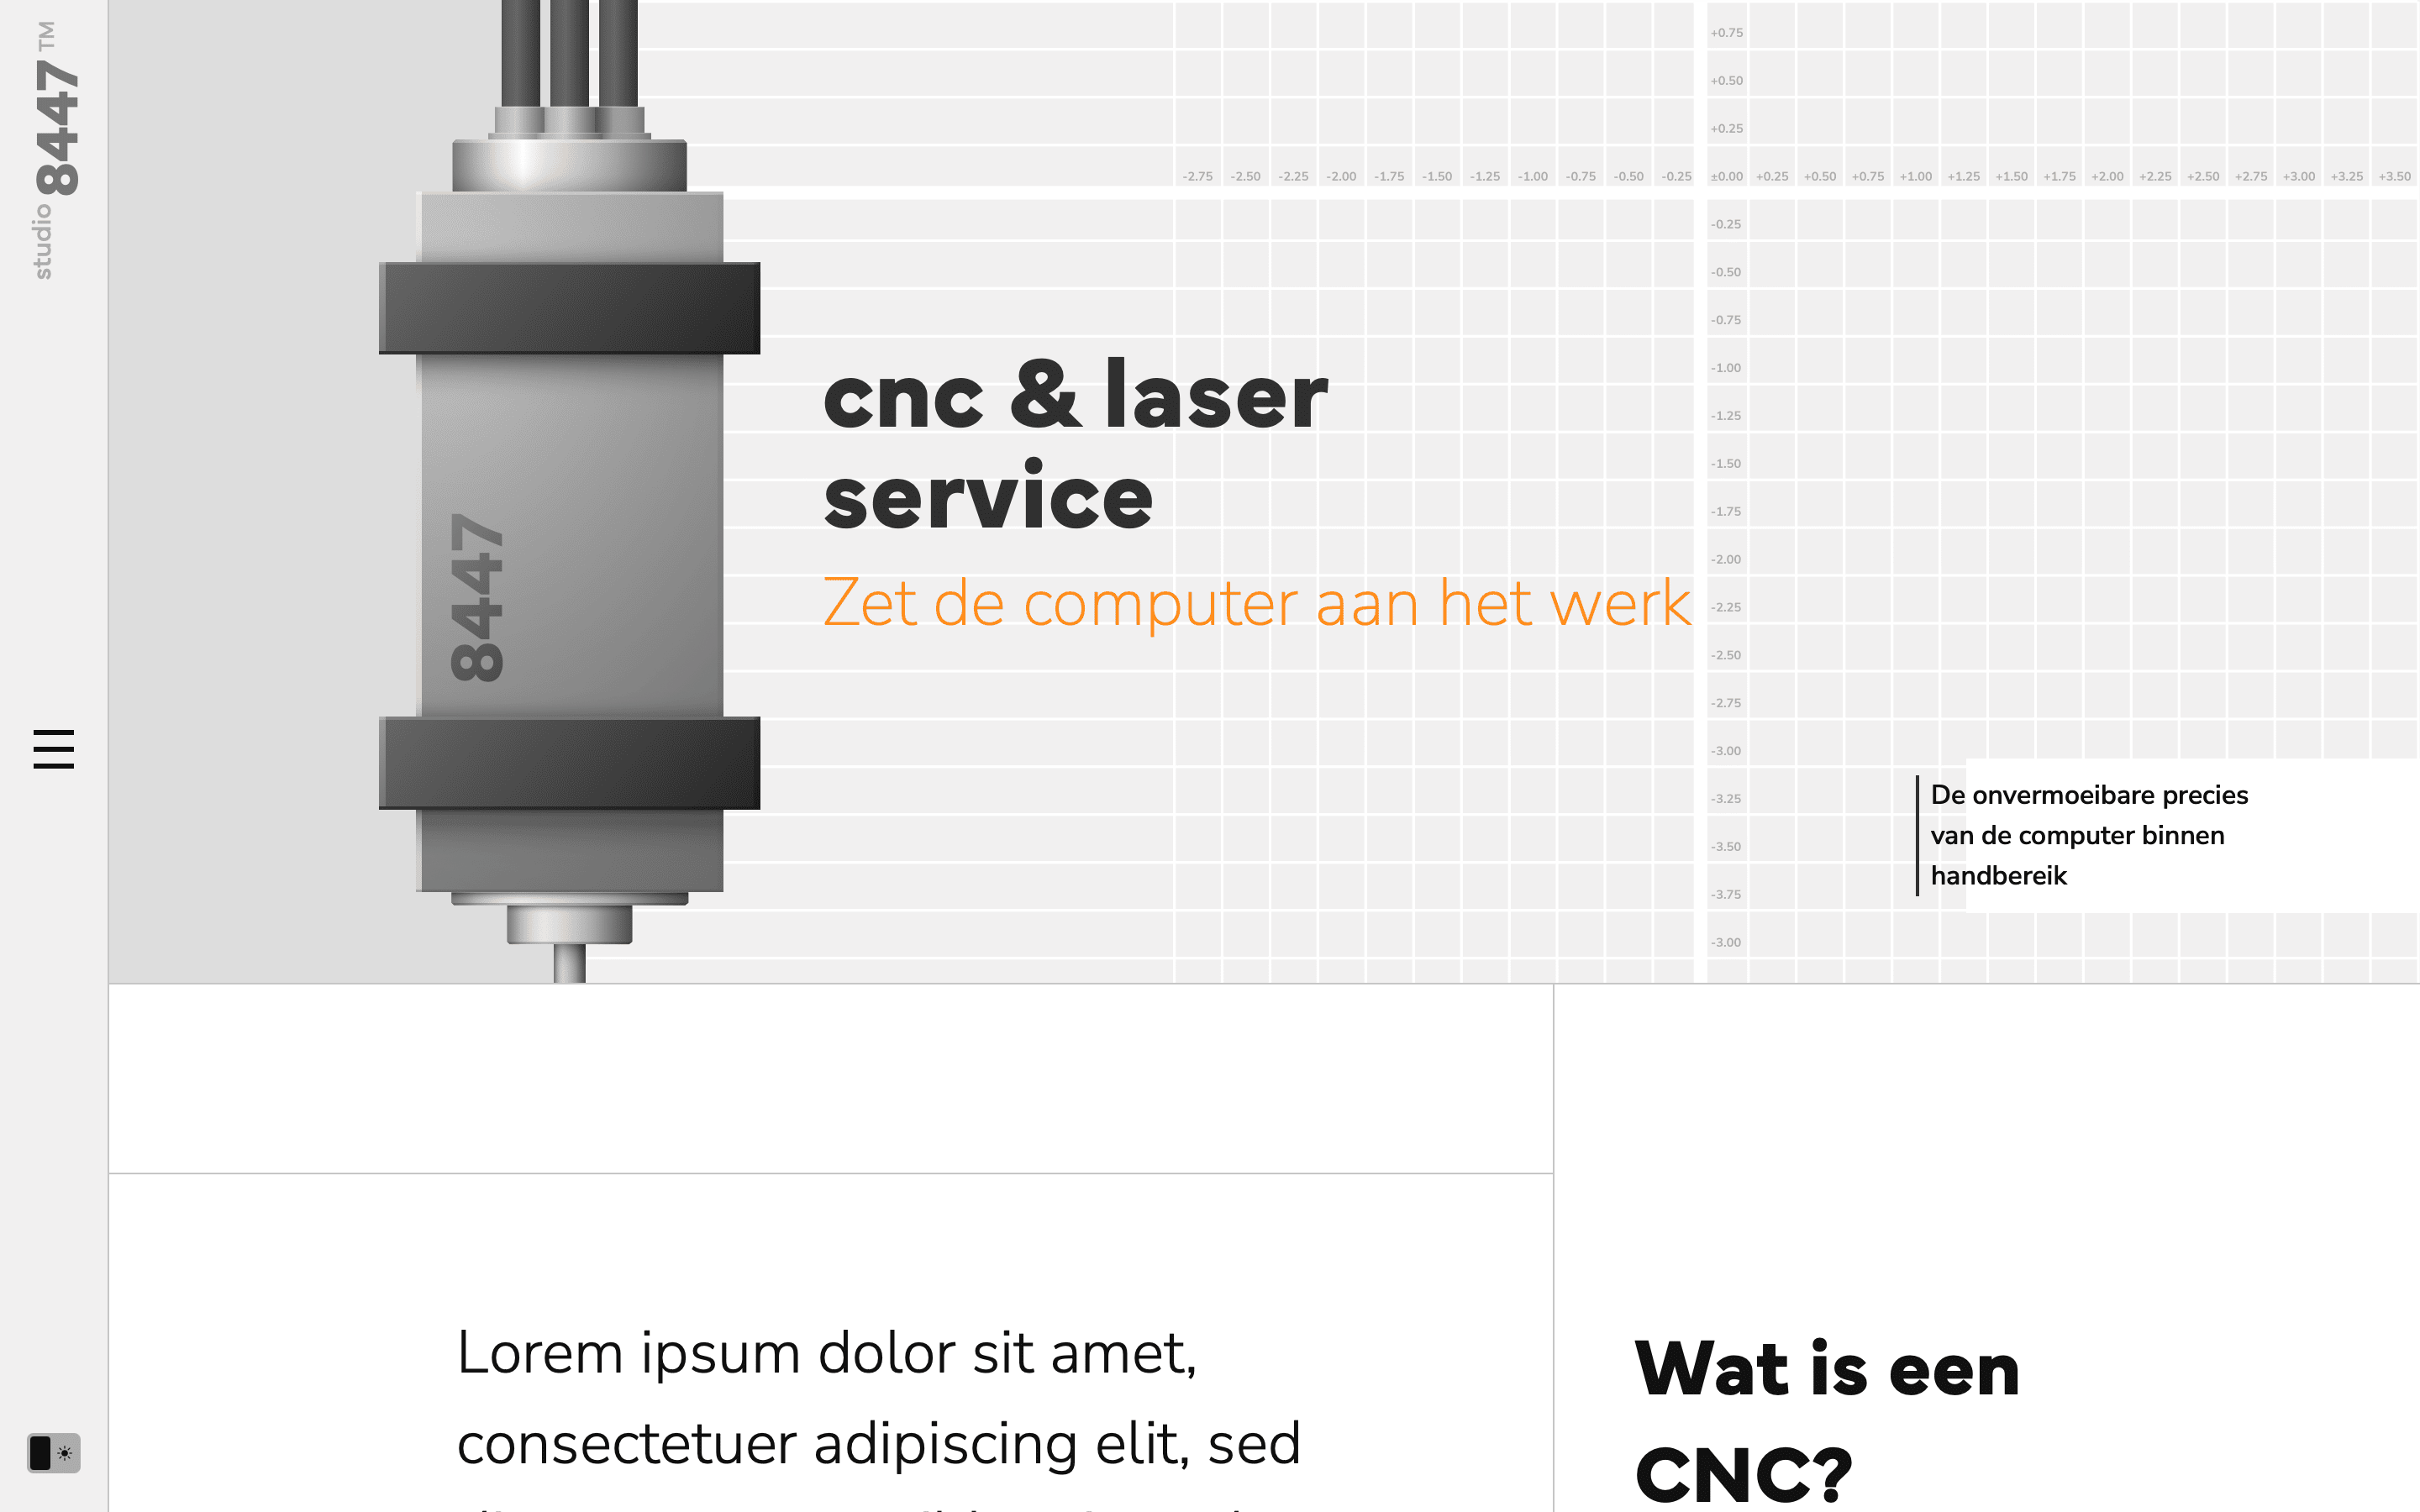 studio 8447™
+0.75
+0.50
+0.25
-2.75 -2.50 -2.25 -2.00 -1.75 -1.50 -1.25 -1.00 -0.75 -0.50 -0.25 ±0.00 +0.25 +0.50 +0.75 +1.00 +1.25 +1.50 +1.75 +2.00 +2.25 +2.50 +2.75 +3.00 +3.25 +3.50
-0.25
-0.50
-0.75
-1.00
-1.25
-1.50
-1.75
-2.00
-2.25
-2.50
-2.75
-3.00
-3.25
-3.50
-3.75
-3.00
8447
cnc & laser
service
Zet de computer aan het werk
De onvermoeibare precies
van de computer binnen
handbereik
Lorem ipsum dolor sit amet,
consectetuer adipiscing elit, sed
Wat is een
CNC?